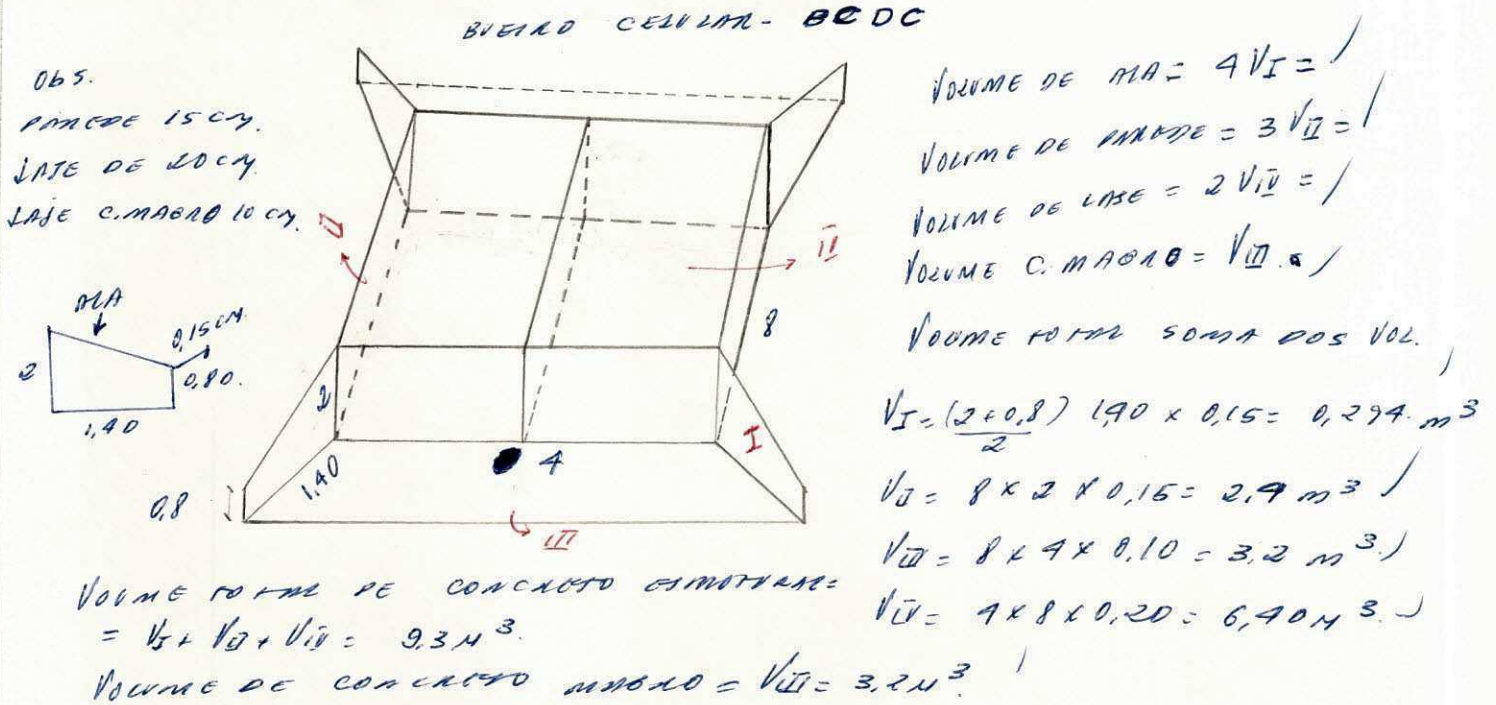 BUEIRO CELULAR - BCDC
Obs.
PAREDE 15 cm.
LAJE DE 20 cm.
LAJE C. MAGRO 10 cm.
II
II
ALA
0,15 cm.
2
0,80.
1,40
8
2
1,40
4
I
0,8
III
VOLUME DE ALA = 4 VI =
VOLUME DE PAREDE = 3 VII =
VOLUME DE LAJE = 2 VIV =
VOLUME C. MAGRO = VIII =
VOUME TOTAL SOMA DOS VOL.
VI = (2+0,8) 1,40 x 0,15 = 0,294 m³
2
VII = 8 x 2 x 0,15 = 2,4 m³
VIII = 8 x 4 x 0,10 = 3,2 m³.
VIV = 4 x 8 x 0,20 = 6,40 M³.
VOUME TOTAL DE CONCRETO ESTRUTURAL =
= VI + VII + VIV = 9,3 M³.
VOLUME DE CONCRETO MAGRO = VIII = 3,2 M³.